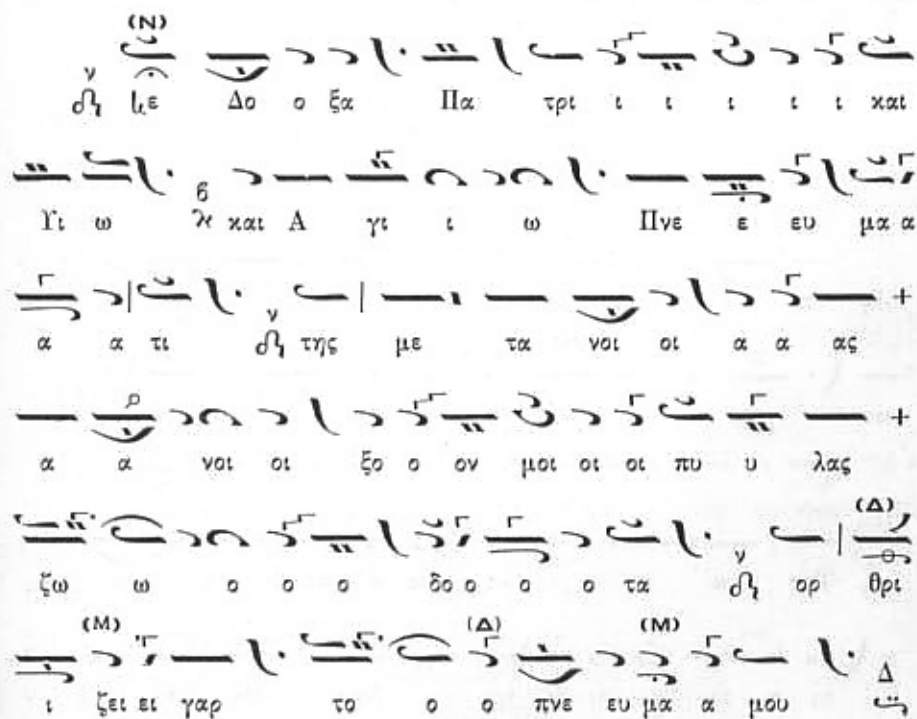 (Ν)
ν με Δο ο ξα Πα τρι ι ι ι ι ι και
Υι ω β και Α γι ι ω Πνε ε ευ μα α
α α τι ν της με τα νοι οι α α ας
α α νοι οι ξο ο ον μοι οι οι πυ υ λας
(Δ)
ζω ω ο ο ο δο ο ο ο τα ν ορ θρι
(Μ) (Δ) (Μ)
ι ζει ει γαρ το ο ο πνε ευ μα α μου Δ